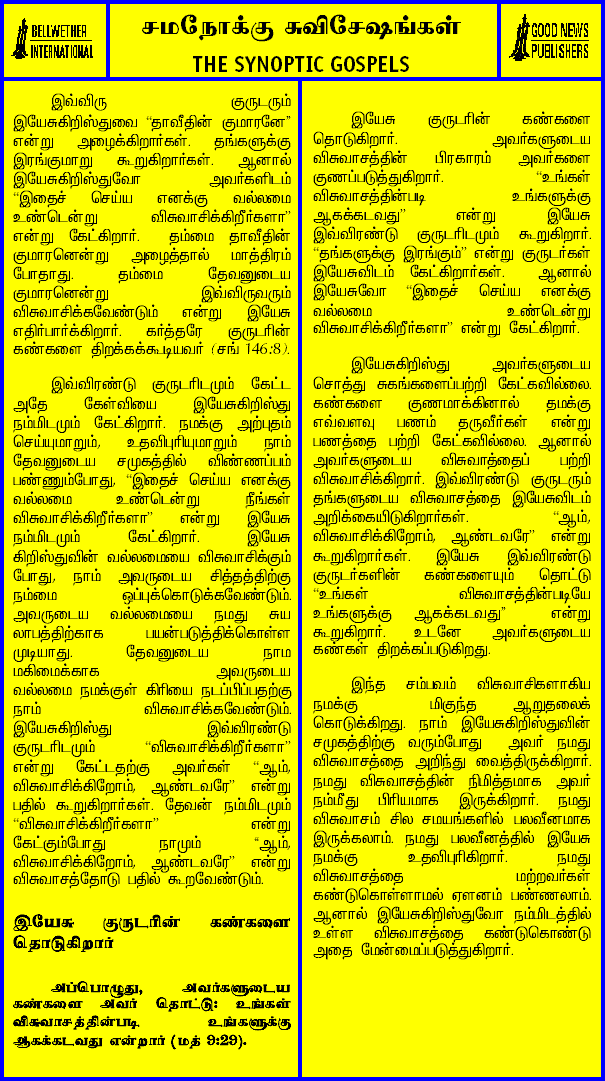 BELLWETHER
INTERNATIONAL
சமநோக்கு சுவிசேஷங்கள்
THE SYNOPTIC GOSPELS
GOOD NEWS
PUBLISHERS
இவ்விரு குருடரும்
இயேசுகிறிஸ்துவை “தாவீதின் குமாரனே”
என்று அழைக்கிறார்கள். தங்களுக்கு
இரங்குமாறு கூறுகிறார்கள். ஆனால்
இயேசுகிறிஸ்துவோ அவர்களிடம்
“இதைச் செய்ய எனக்கு வல்லமை
உண்டென்று விசுவாசிக்கிறீர்களா”
என்று கேட்கிறார். தம்மை தாவீதின்
குமாரனென்று அழைத்தால் மாத்திரம்
போதாது. தம்மை தேவனுடைய
குமாரனென்று இவ்விருவரும்
விசுவாசிக்கவேண்டும் என்று இயேசு
எதிர்பார்க்கிறார். கர்த்தரே குருடரின்
கண்களை திறக்கக்கூடியவர் (சங் 146:8).
இவ்விரண்டு குருடரிடமும் கேட்ட
அதே கேள்வியை இயேசுகிறிஸ்து
நம்மிடமும் கேட்கிறார். நமக்கு அற்புதம்
செய்யுமாறும், உதவிபுரியுமாறும் நாம்
தேவனுடைய சமுகத்தில் விண்ணப்பம்
பண்ணும்போது, “இதைச் செய்ய எனக்கு
வல்லமை உண்டென்று நீங்கள்
விசுவாசிக்கிறீர்களா” என்று இயேசு
நம்மிடமும் கேட்கிறார். இயேசு
கிறிஸ்துவின் வல்லமையை விசுவாசிக்கும்
போது, நாம் அவருடைய சித்தத்திற்கு
நம்மை ஒப்புக்கொடுக்கவேண்டும்.
அவருடைய வல்லமையை நமது சுய
லாபத்திற்காக பயன்படுத்திக்கொள்ள
முடியாது. தேவனுடைய நாம
மகிமைக்காக அவருடைய
வல்லமை நமக்குள் கிரியை நடப்பிப்பதற்கு
நாம் விசுவாசிக்கவேண்டும்.
இயேசுகிறிஸ்து இவ்விரண்டு
குருடரிடமும் “விசுவாசிக்கிறீர்களா”
என்று கேட்டதற்கு அவர்கள் “ஆம்,
விசுவாசிக்கிறோம், ஆண்டவரே” என்று
பதில் கூறுகிறார்கள். தேவன் நம்மிடமும்
“விசுவாசிக்கிறீர்களா” என்று
கேட்கும்போது நாமும் “ஆம்,
விசுவாசிக்கிறோம், ஆண்டவரே” என்று
விசுவாசத்தோடு பதில் கூறவேண்டும்.
இயேசு குருடரின் கண்களை
தொடுகிறார்
அப்பொழுது, அவர்களுடைய
கண்களை அவர் தொட்டு: உங்கள்
விசுவாசத்தின்படி. உங்களுக்கு
ஆகக்கடவது என்றார் (மத் 9:29).
இயேசு குருடரின் கண்களை
தொடுகிறார். அவர்களுடைய
விசுவாசத்தின் பிரகாரம் அவர்களை
குணப்படுத்துகிறார். “உங்கள்
விசுவாசத்தின்படி உங்களுக்கு
ஆகக்கடவது” என்று இயேசு
இவ்விரண்டு குருடரிடமும் கூறுகிறார்.
“தங்களுக்கு இரங்கும்” என்று குருடர்கள்
இயேசுவிடம் கேட்கிறார்கள். ஆனால்
இயேசுவோ “இதைச் செய்ய எனக்கு
வல்லமை உண்டென்று
விசுவாசிக்கிறீர்களா” என்று கேட்கிறார்.
இயேசுகிறிஸ்து அவர்களுடைய
சொத்து சுகங்களைப்பற்றி கேட்கவில்லை.
கண்களை குணமாக்கினால் தமக்கு
எவ்வளவு பணம் தருவீர்கள் என்று
பணத்தை பற்றி கேட்கவில்லை. ஆனால்
அவர்களுடைய விசுவாத்தைப் பற்றி
விசுவாசிக்கிறார். இவ்விரண்டு குருடரும்
தங்களுடைய விசுவாசத்தை இயேசுவிடம்
அறிக்கையிடுகிறார்கள். “ஆம்,
விசுவாசிக்கிறோம், ஆண்டவரே” என்று
கூறுகிறார்கள். இயேசு இவ்விரண்டு
குருடர்களின் கண்களையும் தொட்டு
“உங்கள் விசுவாசத்தின்படியே
உங்களுக்கு ஆகக்கடவது” என்று
கூறுகிறார். உடனே அவர்களுடைய
கண்கள் திறக்கப்படுகிறது.
இந்த சம்பவம் விசுவாசிகளாகிய
நமக்கு மிகுந்த ஆறுதலைக்
கொடுக்கிறது. நாம் இயேசுகிறிஸ்துவின்
சமுகத்திற்கு வரும்போது அவர் நமது
விசுவாசத்தை அறிந்து வைத்திருக்கிறார்.
நமது விசுவாசத்தின் நிமித்தமாக அவர்
நம்மீது பிரியமாக இருக்கிறார். நமது
விசுவாசம் சில சமயங்களில் பலவீனமாக
இருக்கலாம். நமது பலவீனத்தில் இயேசு
நமக்கு உதவிபுரிகிறார். நமது
விசுவாசத்தை மற்றவர்கள்
கண்டுகொள்ளாமல் ஏளனம் பண்ணலாம்.
ஆனால் இயேசுகிறிஸ்துவோ நம்மிடத்தில்
உள்ள விசுவாசத்தை கண்டுகொண்டு
அதை மேன்மைப்படுத்துகிறார்.